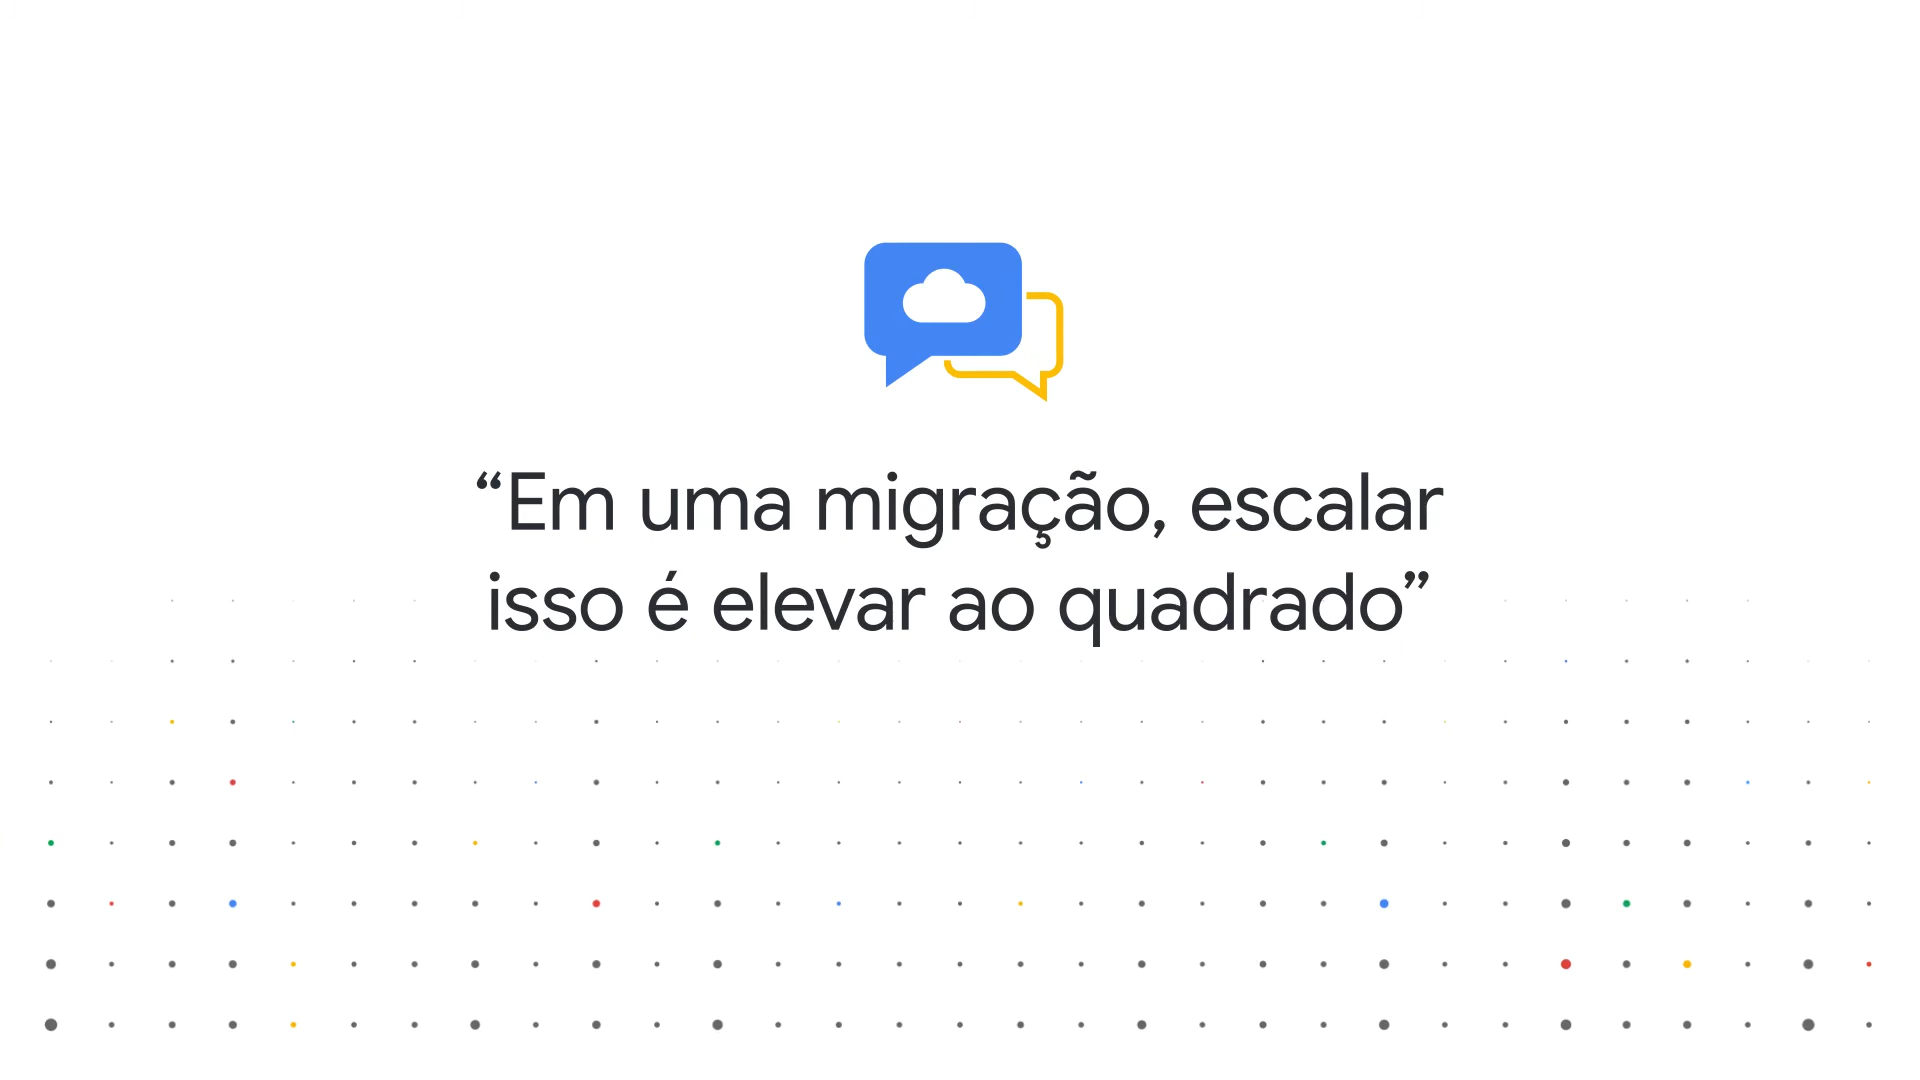 “Em uma migração, escalar
isso é elevar ao quadrado”